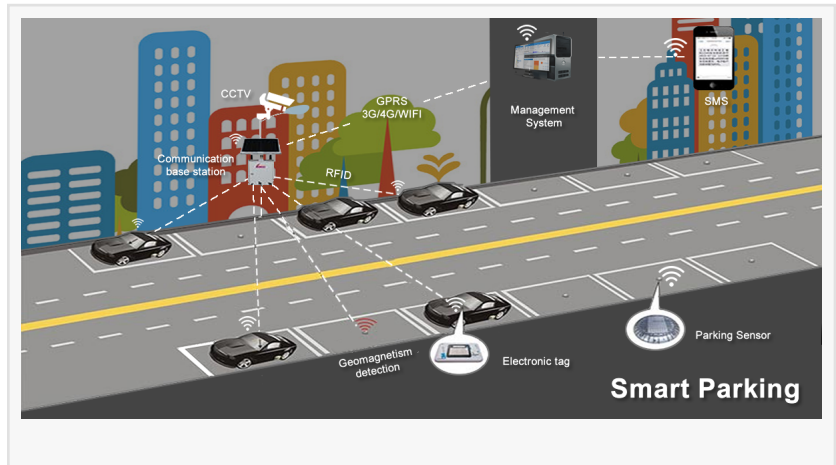 CCTV
GPRS
3G/4G/WIFI
Management
System
SMS
Communication
base station
RFID
Geomagnetism
detection
Electronic tag
Parking Sensor
Smart Parking